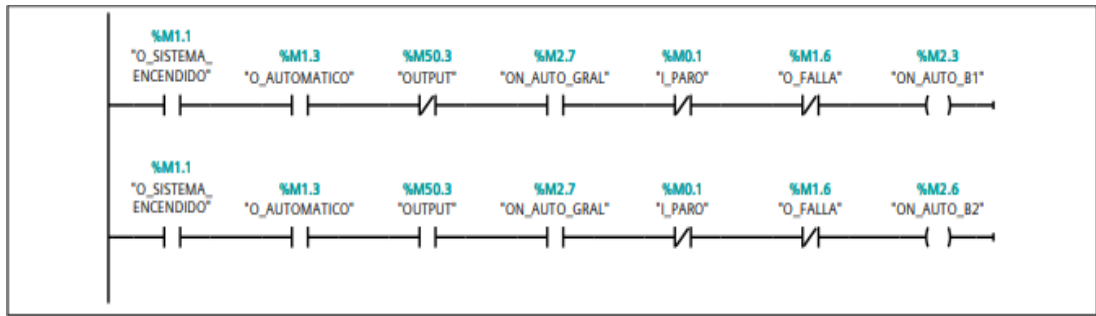 %M1.1
"O_SISTEMA_
ENCENDIDO"
%M1.3
"O_AUTOMATICO"
%M50.3
"OUTPUT"
%M2.7
"ON_AUTO_GRAL"
%M0.1
"I_PARO"
%M1.6
"O_FALLA"
%M2.3
"ON_AUTO_B1"
%M1.1
"O_SISTEMA_
ENCENDIDO"
%M1.3
"O_AUTOMATICO"
%M50.3
"OUTPUT"
%M2.7
"ON_AUTO_GRAL"
%M0.1
"I_PARO"
%M1.6
"O_FALLA"
%M2.6
"ON_AUTO_B2"